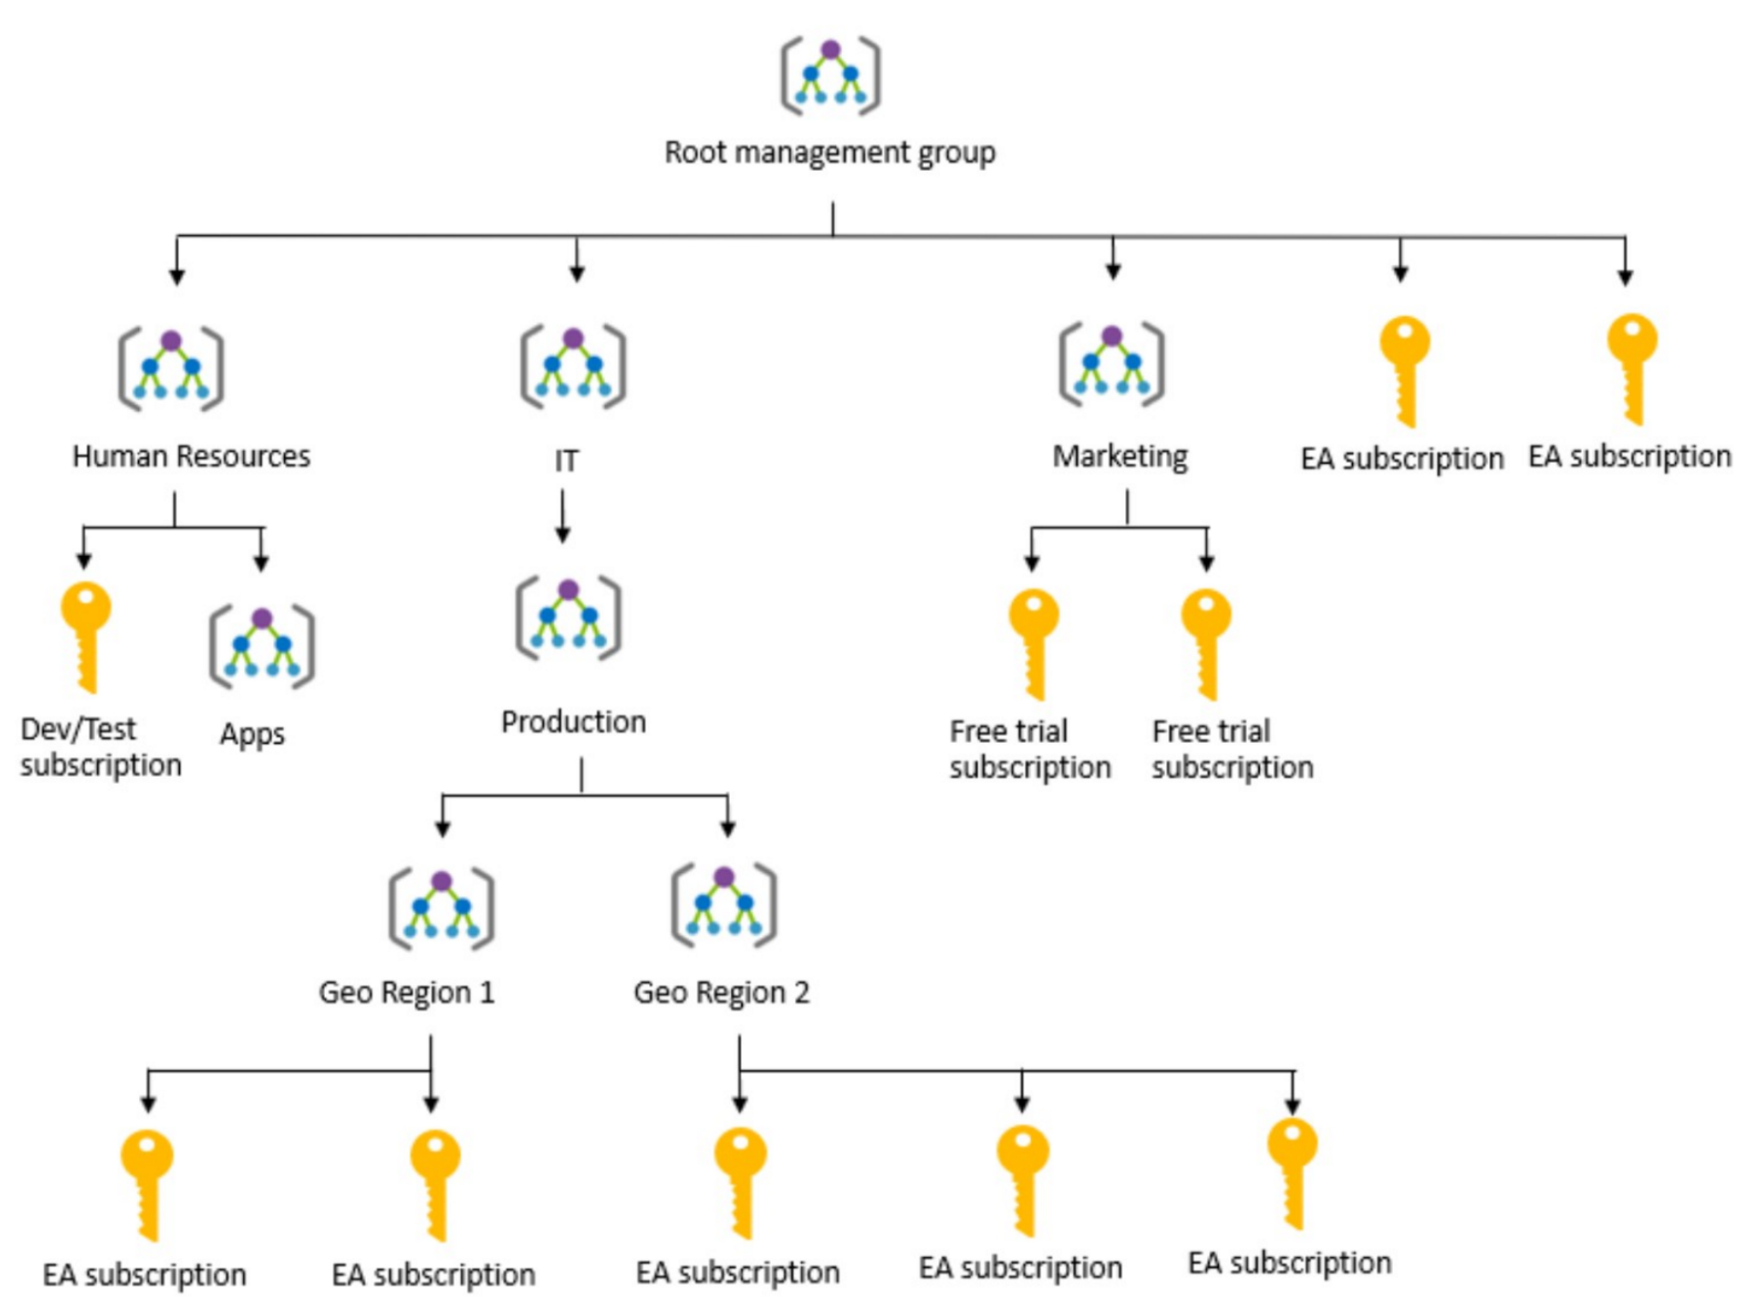 Root management group
Human Resources
IT
Marketing
EA subscription
EA subscription
Dev/Test
subscription
Apps
Production
Free trial
subscription
Free trial
subscription
Geo Region 1
Geo Region 2
EA subscription
EA subscription
EA subscription
EA subscription
EA subscription